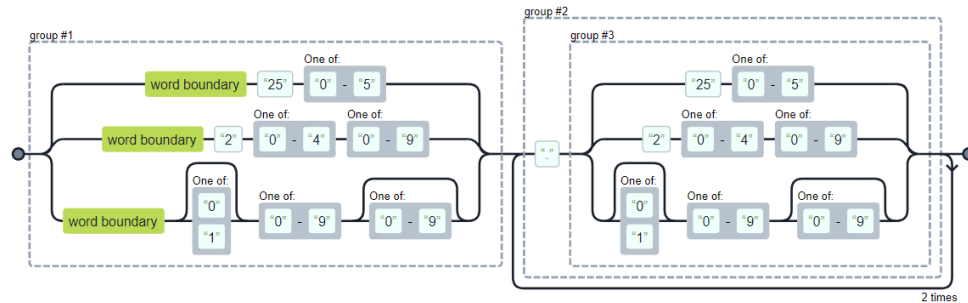 group #2
group #1
group #3
One of:
One of:
word boundary
“25”
“0” - “5”
“25”
“0” - “5”
One of:
One of:
One of:
One of:
word boundary
“2”
“0” - “4”
“0” - “9”
“2”
“0” - “4”
“0” - “9”
“.”
One of:
One of:
“0”
“0”
One of:
One of:
One of:
One of:
word boundary
“0” - “9”
“0” - “9”
“0” - “9”
“0” - “9”
“1”
“1”
2 times